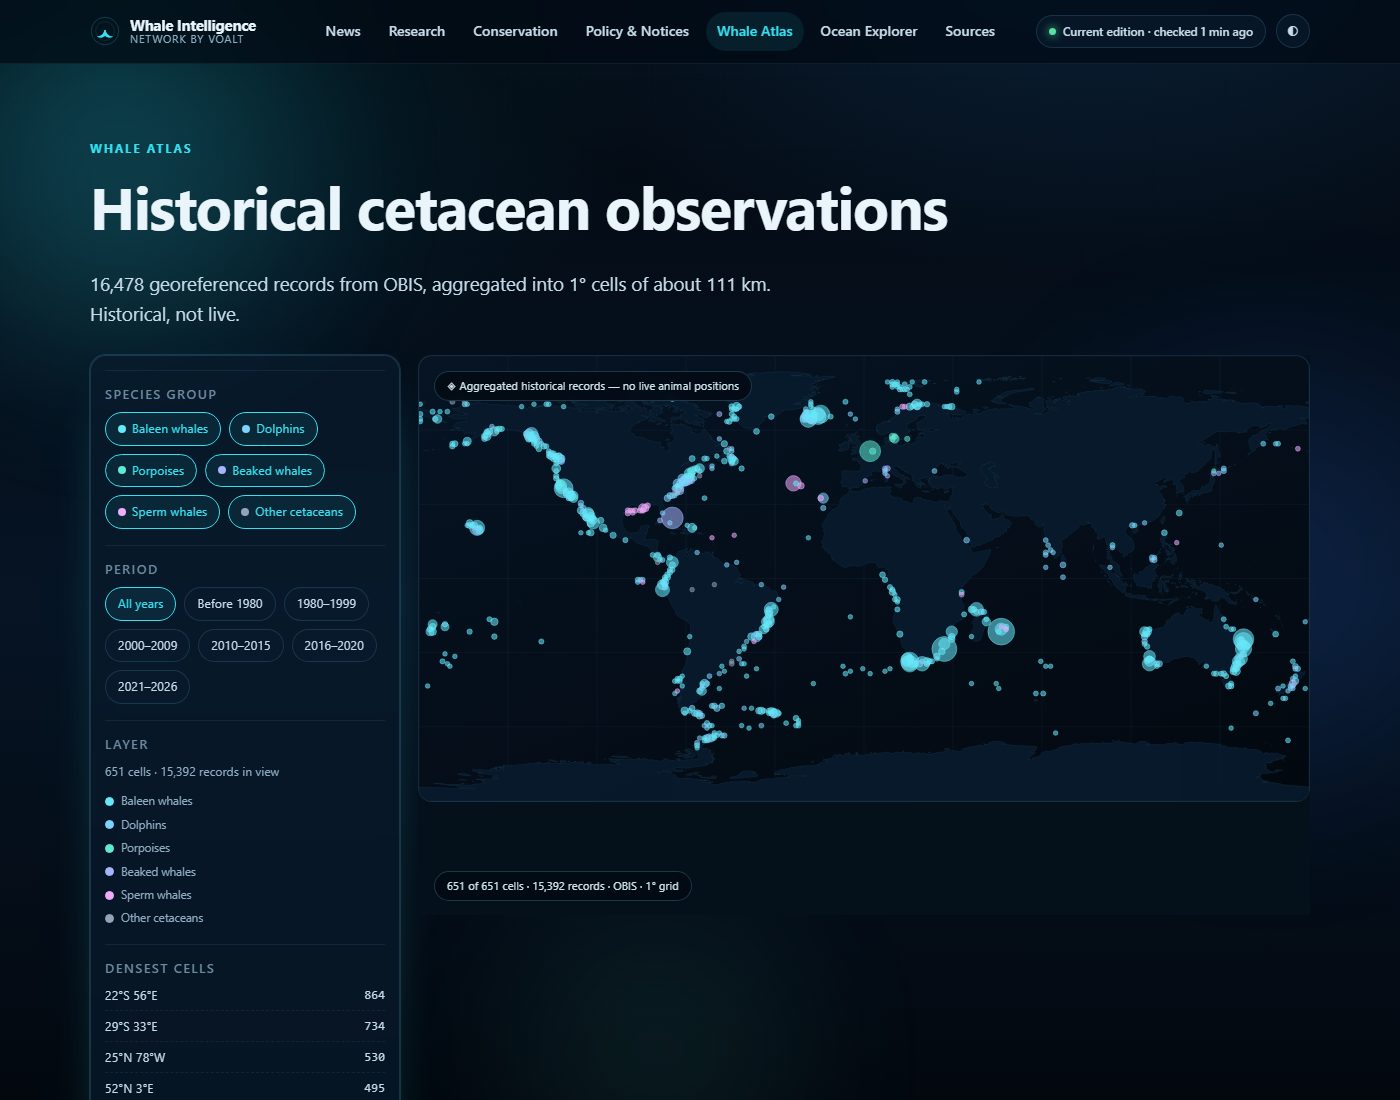 Whale Intelligence
NETWORK BY VOALT
News
Research
Conservation
Policy & Notices
Whale Atlas
Ocean Explorer
Sources
Current edition · checked 1 min ago
WHALE ATLAS
Historical cetacean observations
16,478 georeferenced records from OBIS, aggregated into 1° cells of about 111 km.
Historical, not live.
SPECIES GROUP
Baleen whales
Dolphins
Porpoises
Beaked whales
Sperm whales
Other cetaceans
PERIOD
All years
Before 1980
1980–1999
2000–2009
2010–2015
2016–2020
2021–2026
LAYER
651 cells · 15,392 records in view
Baleen whales
Dolphins
Porpoises
Beaked whales
Sperm whales
Other cetaceans
DENSEST CELLS
22°S 56°E 864
29°S 33°E 734
25°N 78°W 530
52°N 3°E 495
◈ Aggregated historical records — no live animal positions
651 of 651 cells · 15,392 records · OBIS · 1° grid